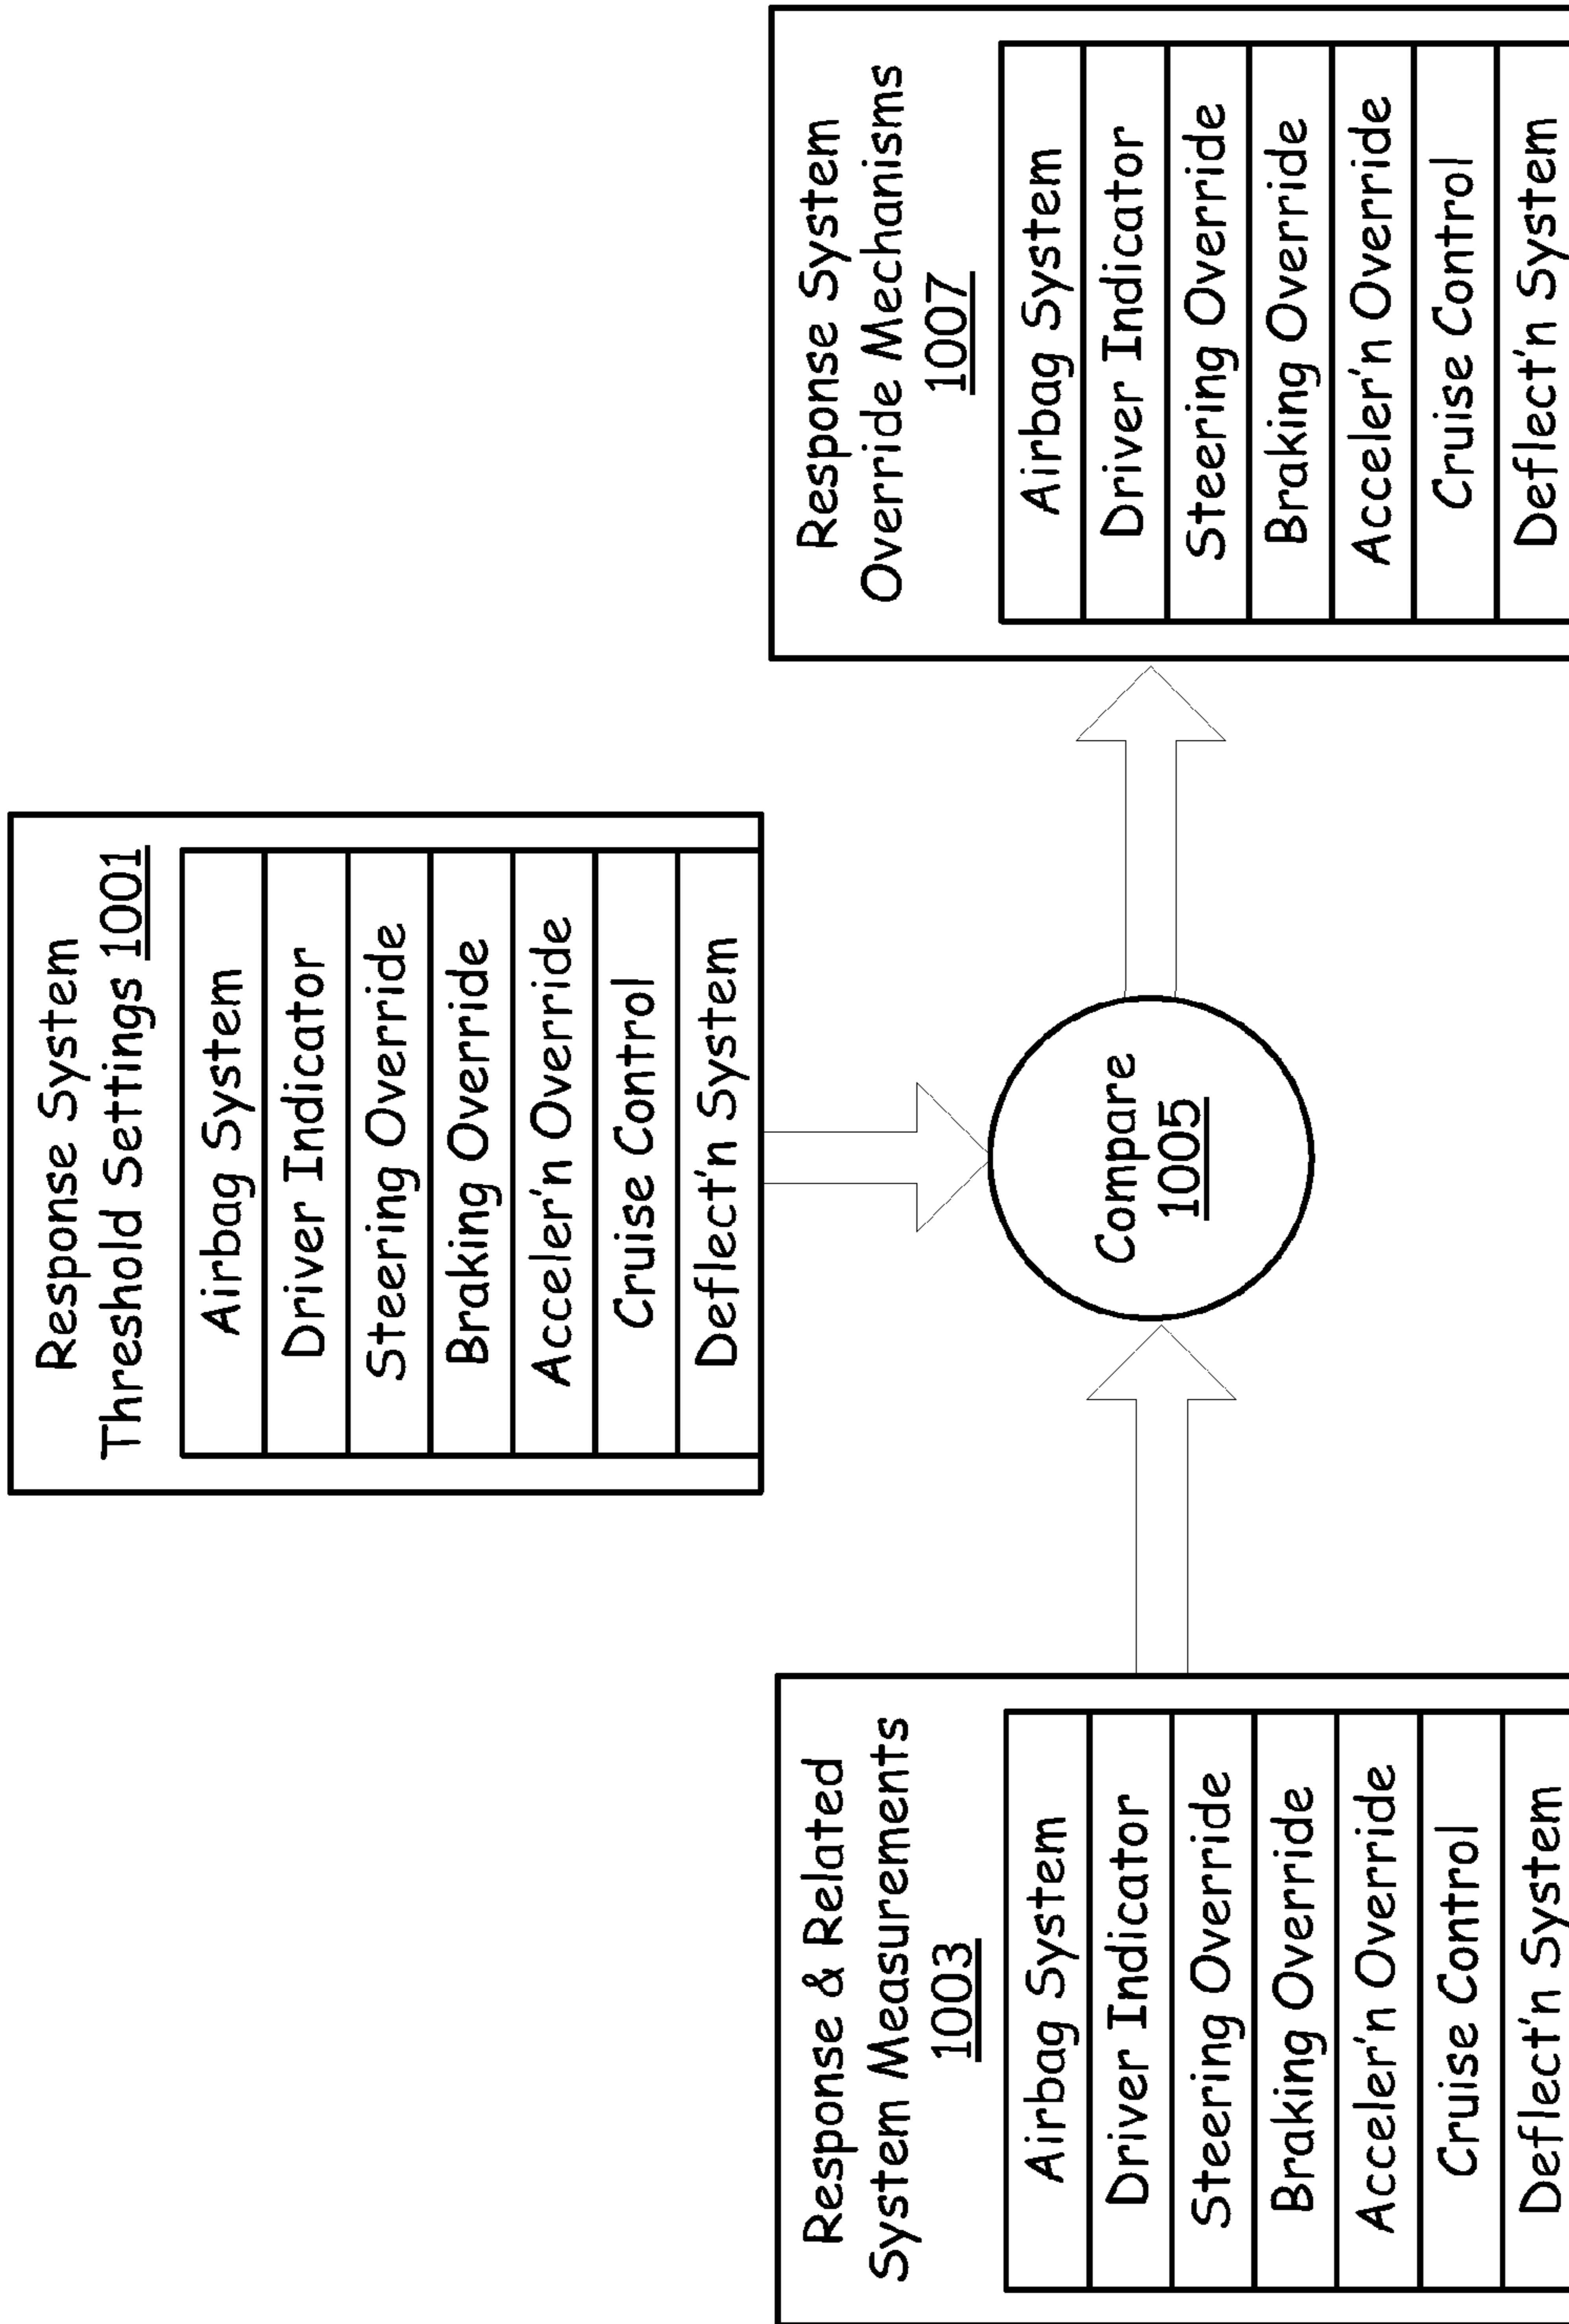 Response System
Threshold Settings 1001
Airbag System
Driver Indicator
Steering Override
Braking Override
Acceler'n Override
Cruise Control
Deflect'n System
Response & Related
System Measurements
1003
Airbag System
Driver Indicator
Steering Override
Braking Override
Acceler'n Override
Cruise Control
Deflect'n System
Compare
1005
Response System
Override Mechanisms
1007
Airbag System
Driver Indicator
Steering Override
Braking Override
Acceler'n Override
Cruise Control
Deflect'n System